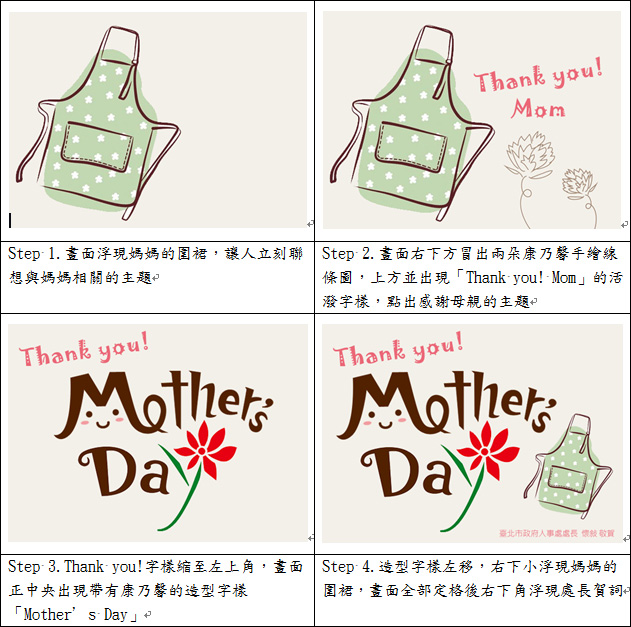 Thank you!
Mom
Step 1.畫面浮現媽媽的圍裙，讓人立刻聯
想與媽媽相關的主題
Step 2.畫面右下方冒出兩朵康乃馨手繪線
條圖，上方並出現「Thank you! Mom」的活
潑字樣，點出感謝母親的主題
Thank you!
Mother's
Day
Thank you!
Mother's
Day
臺北市政府人事處處長 敬賀
Step 3.Thank you!字樣縮至左上角，畫面
正中央出現帶有康乃馨的造型字樣
「Mother’s Day」
Step 4.造型字樣左移，右下小浮現媽媽的
圍裙，畫面全部定格後右下角浮現處長賀詞